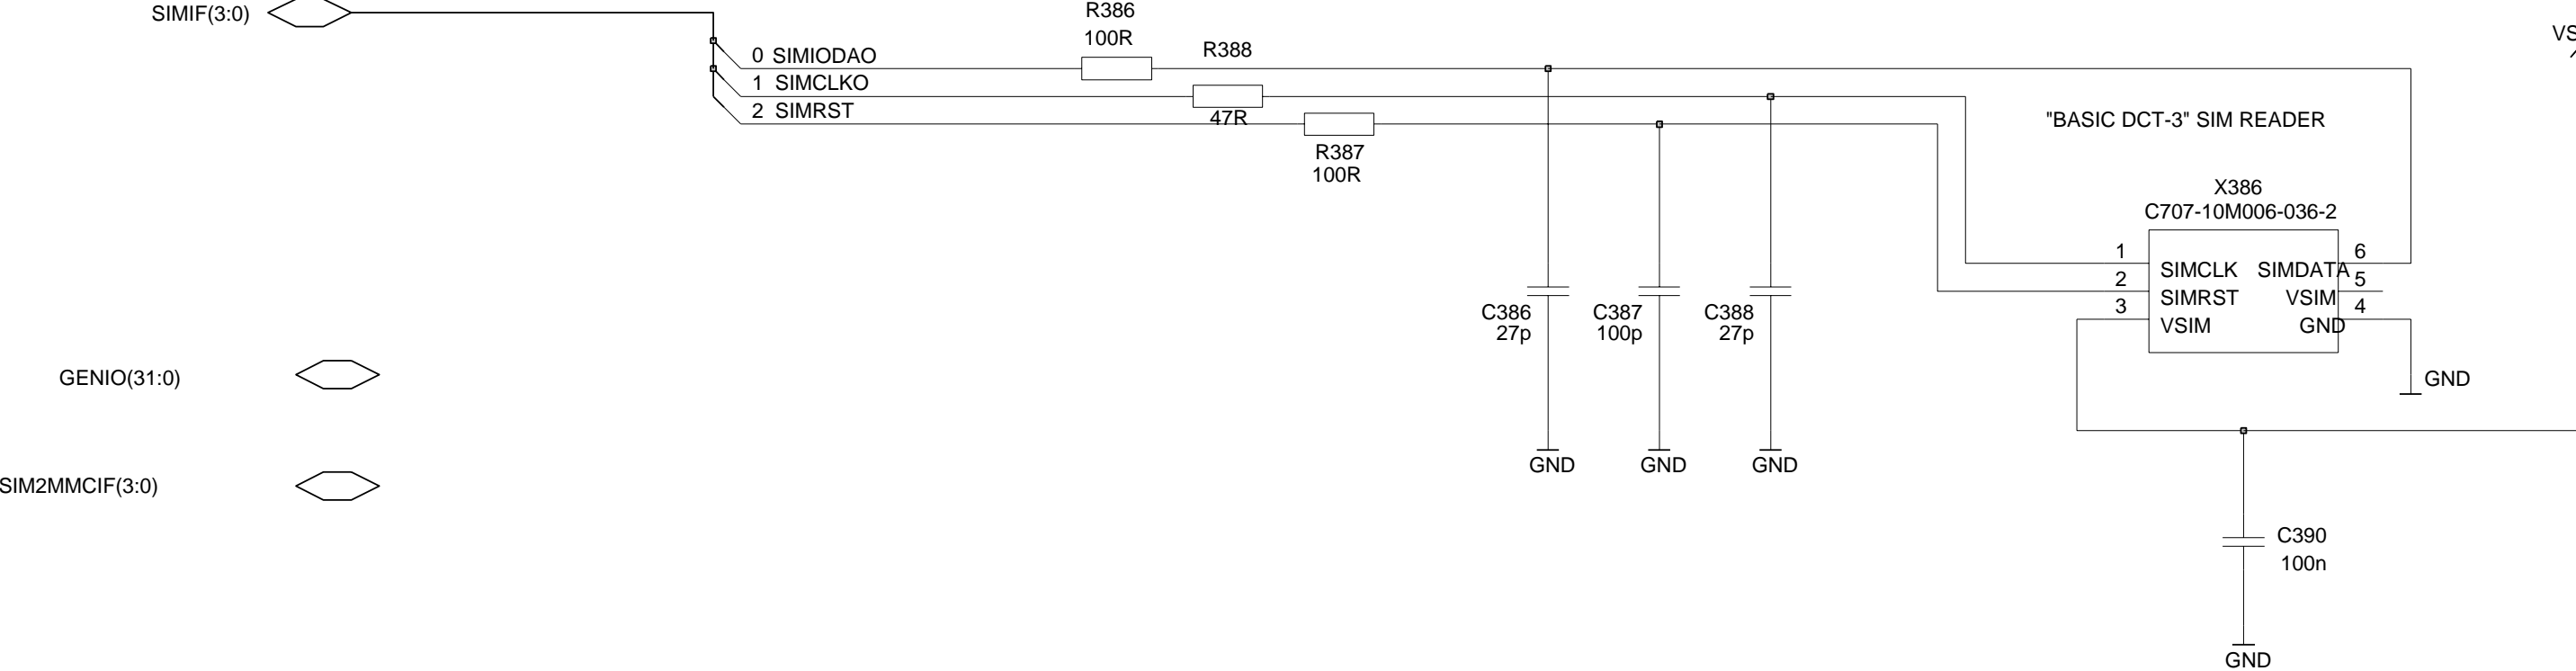 SIMIF(3:0)
R386
100R
R388
0 SIMIODAO
1 SIMCLKO
2 SIMRST
47R
R387
100R
"BASIC DCT-3" SIM READER
X386
C707-10M006-036-2
1
2
3
SIMCLK
SIMRST
VSIM
SIMDATA
VSIM
GND
6
5
4
GND
C386
27p
C387
100p
C388
27p
GND
GND
GND
GENIO(31:0)
SIM2MMCIF(3:0)
C390
100n
GND
VS